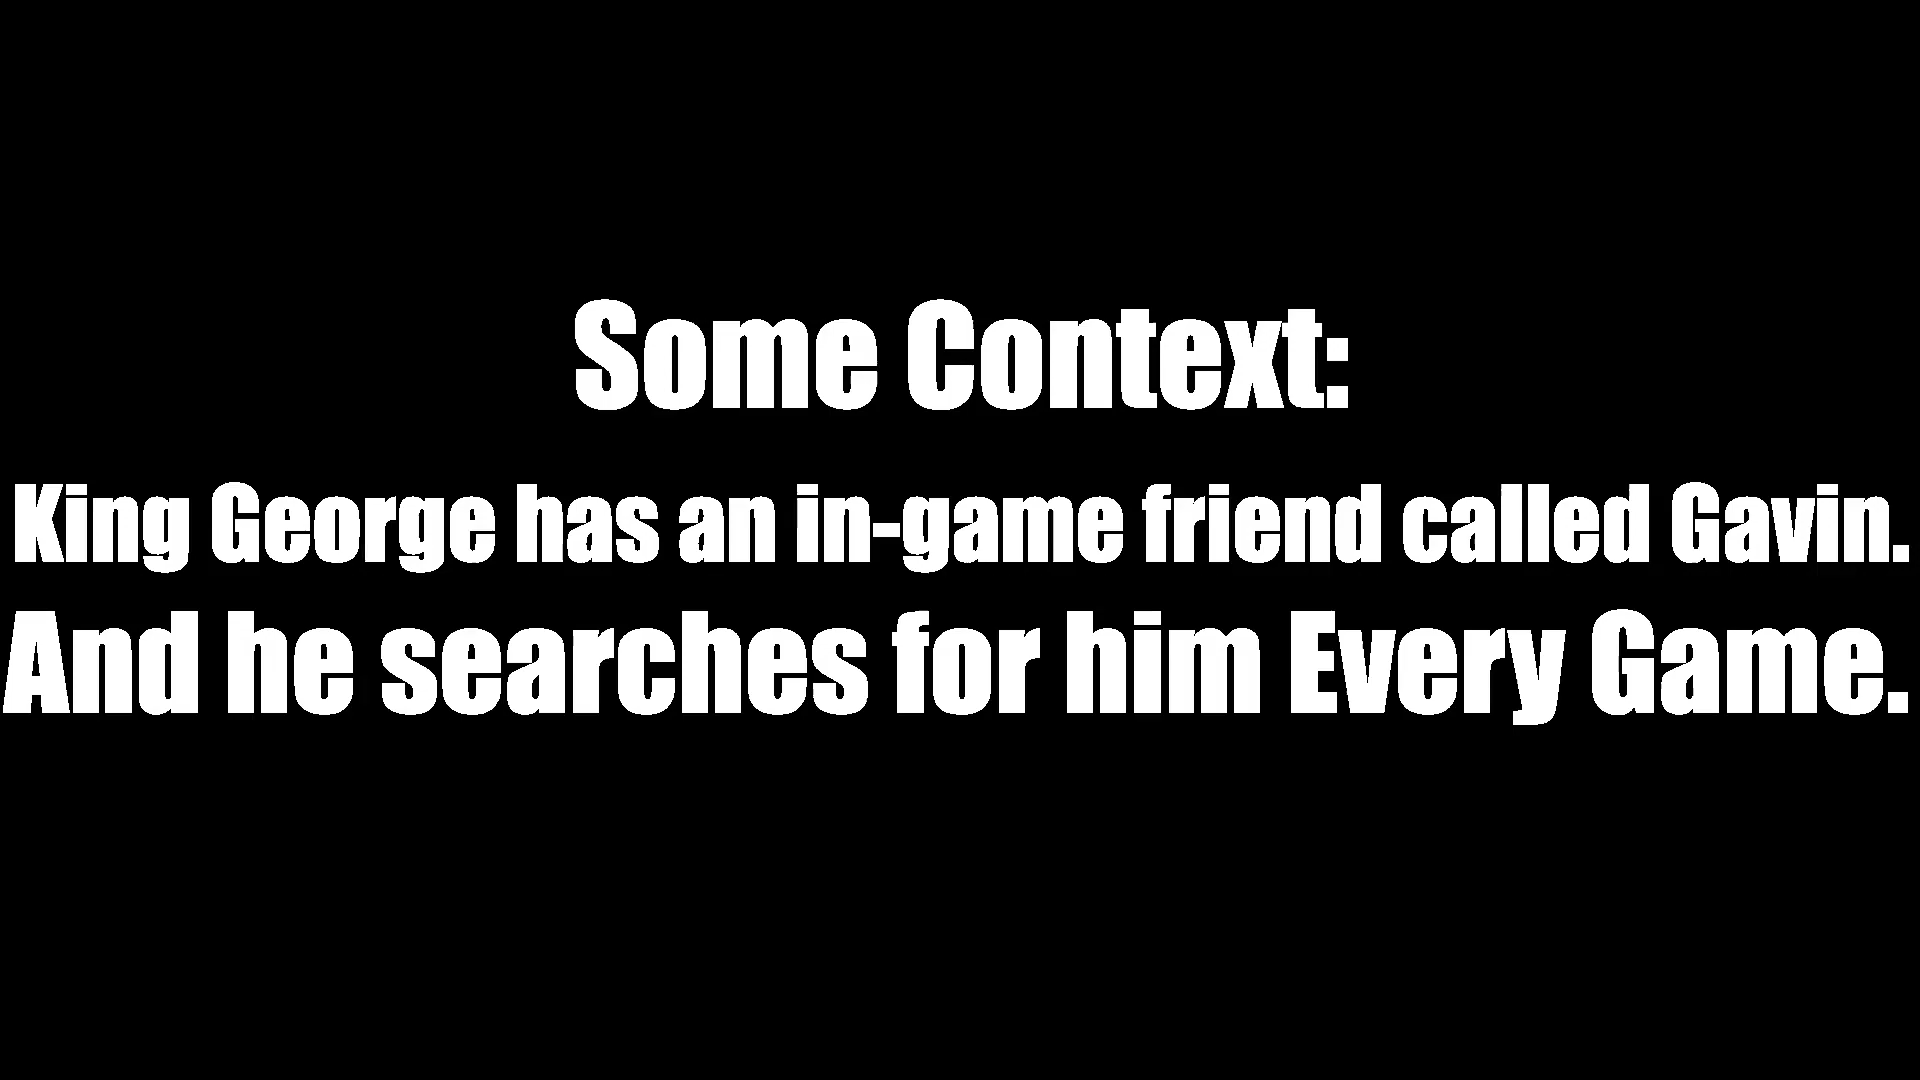 Some Context:
King George has an in-game friend called Gavin.
And he searches for him Every Game.